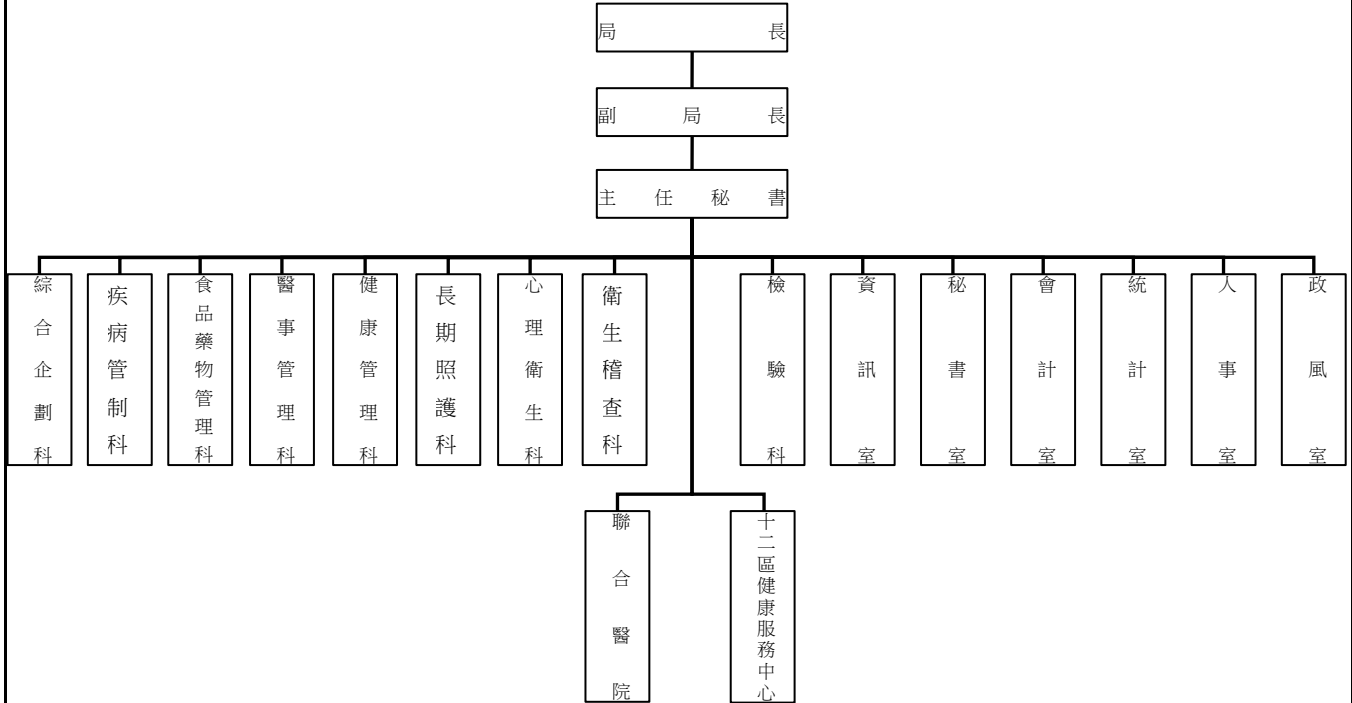 局長
副局長
主任秘書
綜合企劃科
疾病管制科
食品藥物管理科
醫事管理科
健康管理科
長期照護科
心理衛生科
衛生稽查科
檢驗科
資訊室
秘書室
會計室
統計室
人事室
政風室
聯合醫院
十二區健康服務中心